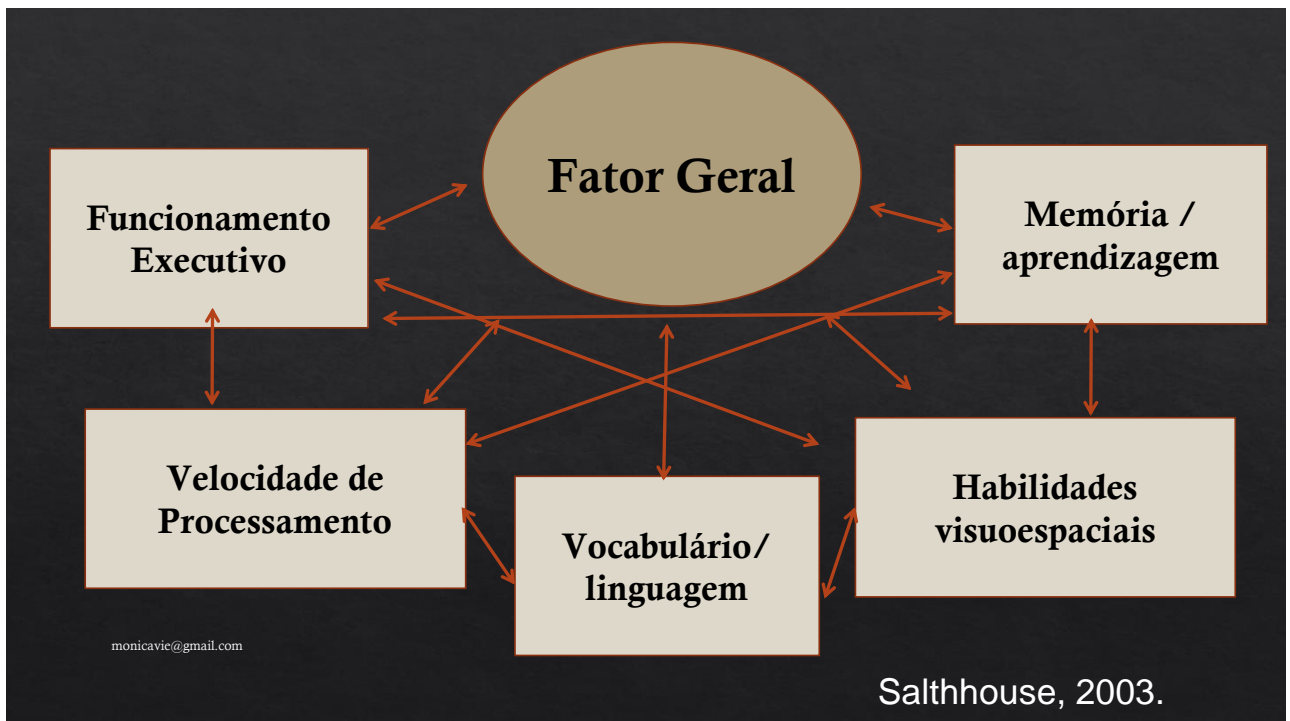 Fator Geral
Funcionamento
Executivo
Memória /
aprendizagem
Velocidade de
Processamento
Vocabulário/
linguagem
Habilidades
visuoespaciais
monicavie@gmail.com
Salthhouse, 2003.